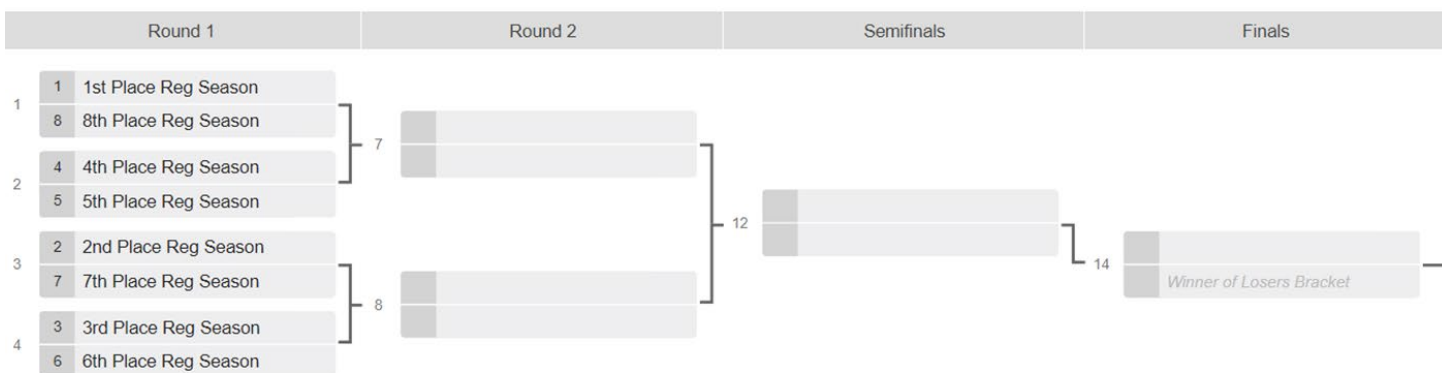 Round 1
Round 2
Semifinals
Finals
1
1 1st Place Reg Season
8 8th Place Reg Season
7
2
4 4th Place Reg Season
5 5th Place Reg Season
12
3
2 2nd Place Reg Season
7 7th Place Reg Season
14
Winner of Losers Bracket
8
4
3 3rd Place Reg Season
6 6th Place Reg Season